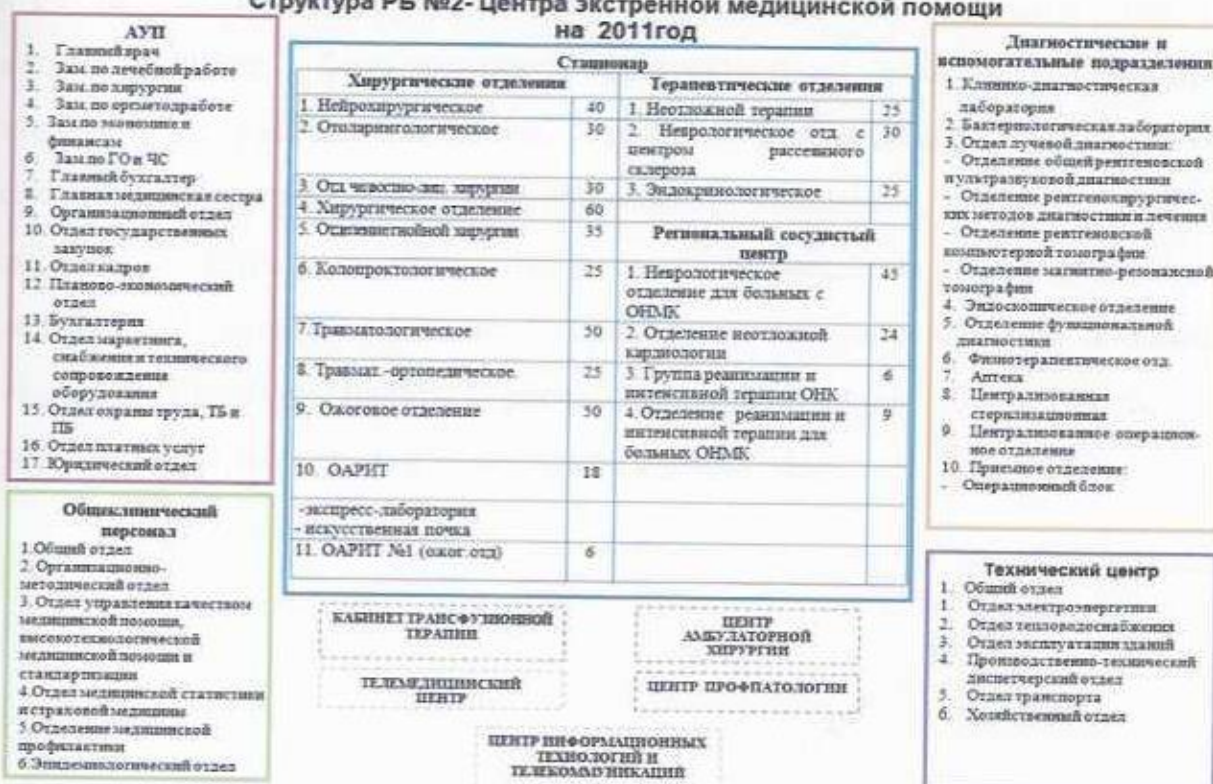 Структура РБ №2- Центра экстренной медицинской помощи
на 2011год
АУП
1. Главный врач
2. Зам. по лечебной работе
3. Зам. по хирургии
4. Зам. по оргметодработе
5. Зам по экономике и
финансам
6. Зам по ГО и ЧС
7. Главный бухгалтер
8. Главная медицинская сестра
9. Организационный отдел
10. Отдел государственных
закупок
11. Отдел кадров
12. Планово-экономический
отдел
13. Бухгалтерия
14. Отдел маркетинга,
снабжения и технического
сопровождения
оборудования
15. Отдел охраны труда, ТБ и
ПБ
16. Отдел платных услуг
17. Юридический отдел
Общеклинический
персонал
1.Общий отдел
2. Организационно-
методический отдел
3. Отдел управления качеством
медицинской помощи,
высокотехнологической
медицинской помощи и
стандартизации
4.Отдел медицинской статистики
и страховой медицины
5.Отделение медицинской
профилактики
6.Эпидемиологический отдел
Стационар
Хирургические отделения
Терапевтические отделения
1. Нейрохирургическое 40
1. Неотложной терапии 25
2. Отоларингологическое 30
2. Неврологическое отд. с 30
центром рассеянного
склероза
3. Отд. челюстно-лиц. хирургии 30
3. Эндокринологическое 25
4. Хирургическое отделение 60
5. Отделение гнойной хирургии 35
Региональный сосудистый
центр
6. Колопроктологическое 25
1. Неврологическое 45
отделение для больных с
ОНМК
7. Травматологическое 50
2. Отделение неотложной 24
кардиологии
8. Травмат.-ортопедическое. 25
3. Группа реанимации и 6
интенсивной терапии ОНК
9. Ожоговое отделение 50
4. Отделение реанимации и 9
интенсивной терапии для
больных ОНМК
10. ОАРИТ 18
-экспресс-лаборатория
- искусственная почка
11. ОАРИТ №1 (ожог.отд) 6
КАБИНЕТ ТРАНСФУЗИОННОЙ
ТЕРАПИИ
ЦЕНТР
АМБУЛАТОРНОЙ
ХИРУРГИИ
ТЕЛЕМЕДИЦИНСКИЙ
ЦЕНТР
ЦЕНТР ПРОФПАТОЛОГИИ
ЦЕНТР ИНФОРМАЦИОННЫХ
ТЕХНОЛОГИЙ И
ТЕЛЕКОММУНИКАЦИЙ
Диагностические и
вспомогательные подразделения
1. Клинико-диагностическая
лаборатория
2. Бактериологическая лаборатория
3. Отдел лучевой диагностики:
- Отделение общей рентгеновской
и ультразвуковой диагностики
- Отделение рентгенохирургичес-
ких методов диагностики и лечения
- Отделение рентгеновской
компьютерной томографии
- Отделение магнитно-резонансной
томографии
4. Эндоскопическое отделение
5. Отделение функциональной
диагностики
6. Физиотерапевтическое отд.
7. Аптека
8. Централизованная
стерилизационная
9. Централизованное операцион-
ное отделение
10. Приемное отделение:
- Операционный блок
Технический центр
1. Общий отдел
1. Отдел электроэнергетики
2. Отдел тепловодоснабжения
3. Отдел эксплуатации зданий
4. Производственно-технический
диспетчерский отдел
5. Отдел транспорта
6. Хозяйственный отдел